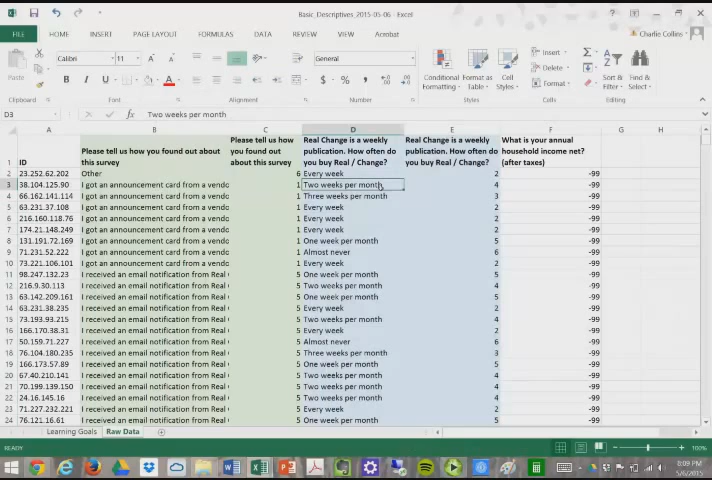 Basic_Descriptives_2015-05-06 - Excel
FILE HOME INSERT PAGE LAYOUT FORMULAS DATA REVIEW VIEW Acrobat Charlie Collins
Calibri 11 General Insert
Paste B I U $ % Conditional Formatting Format as Table Cell Styles Delete Format Sort & Filter Find & Select
Clipboard Font Alignment Number Styles Cells Editing
D3 fx Two weeks per month
A B C D E F G H
1 ID Please tell us how you found out about this survey Please tell us how you found out about this survey Real Change is a weekly publication. How often do you buy Real / Change? Real Change is a weekly publication. How often do you buy Real / Change? What is your annual household income net? (after taxes)
2 23.252.62.202 Other 6 Every week 2 -99
3 38.104.125.90 I got an announcement card from a vendo 1 Two weeks per month 4 -99
4 66.162.141.114 I got an announcement card from a vendo 1 Three weeks per month 3 -99
5 63.231.37.108 I got an announcement card from a vendo 1 Every week 2 -99
6 216.160.118.76 I got an announcement card from a vendo 1 Every week 2 -99
7 174.21.148.249 I got an announcement card from a vendo 1 Every week 2 -99
8 131.191.72.169 I got an announcement card from a vendo 1 One week per month 5 -99
9 71.231.52.222 I got an announcement card from a vendo 1 Almost never 6 -99
10 73.221.106.101 I got an announcement card from a vendo 1 Every week 2 -99
11 98.247.132.23 I received an email notification from Real 5 One week per month 5 -99
12 216.9.30.113 I received an email notification from Real 5 Two weeks per month 4 -99
13 63.142.209.161 I received an email notification from Real 5 One week per month 5 -99
14 63.231.38.235 I received an email notification from Real 5 Every week 2 -99
15 73.193.93.215 I received an email notification from Real 5 Two weeks per month 4 -99
16 166.170.38.31 I received an email notification from Real 5 Every week 2 -99
17 50.159.71.227 I received an email notification from Real 5 Almost never 6 -99
18 76.104.180.235 I received an email notification from Real 5 Three weeks per month 3 -99
19 166.173.57.89 I received an email notification from Real 5 One week per month 5 -99
20 67.40.210.141 I received an email notification from Real 5 Two weeks per month 4 -99
21 70.199.139.150 I received an email notification from Real 5 Two weeks per month 4 -99
22 24.16.145.16 I received an email notification from Real 5 Two weeks per month 4 -99
23 71.227.232.221 I received an email notification from Real 5 Every week 2 -99
24 76.121.16.61 I received an email notification from Real 5 One week per month 5 -99
Learning Goals Raw Data
READY 100%
8:09 PM
5/6/2015